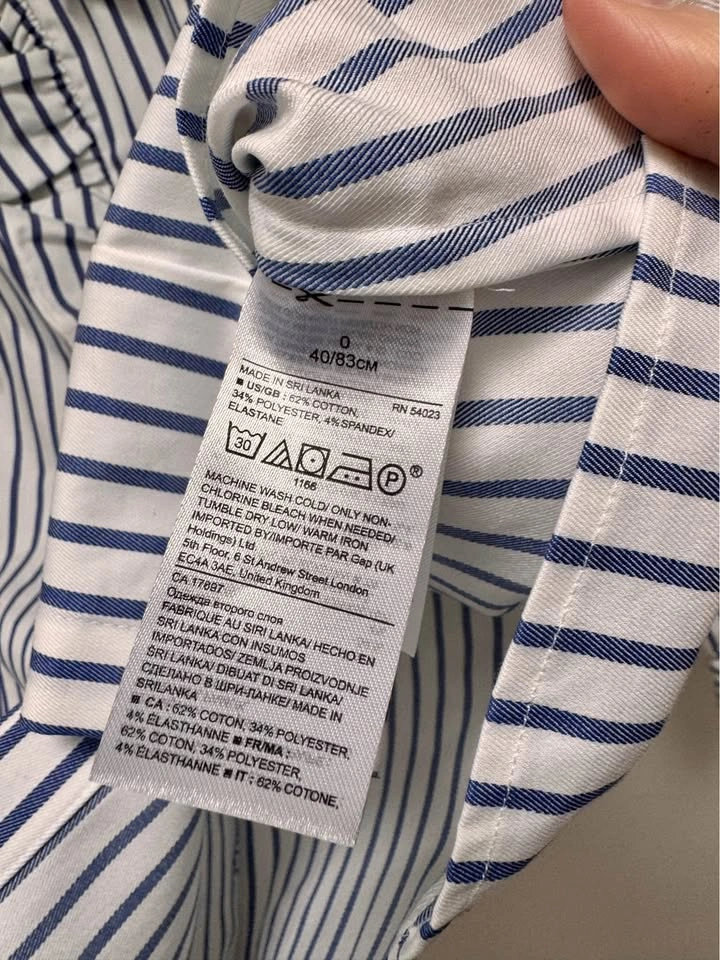 0
40/83CM
MADE IN SRI LANKA RN 54023
■ US/GB : 62% COTTON,
34% POLYESTER, 4% SPANDEX/
ELASTANE
30 P ®
1166
MACHINE WASH COLD/ ONLY NON-
CHLORINE BLEACH WHEN NEEDED/
TUMBLE DRY LOW/ WARM IRON
IMPORTED BY/IMPORTE PAR Gap (UK
Holdings) Ltd
5th Floor, 6 St Andrew Street London
EC4A 3AE, United Kingdom
CA 17897
Одежда второго слоя
FABRIQUE AU SRI LANKA/ HECHO EN
SRI LANKA CON INSUMOS
IMPORTADOS/ ZEMLJA PROIZVODNJE
ŠRI LANKA/ DIBUAT DI SRI LANKA/
СДЕЛАНО В ШРИ-ЛАНКЕ/ MADE IN
SRILANKA
■ CA : 62% COTON, 34% POLYESTER,
4% ÉLASTHANNE ■ FR/MA :
62% COTON, 34% POLYESTER,
4% ÉLASTHANNE ■ IT : 62% COTONE,